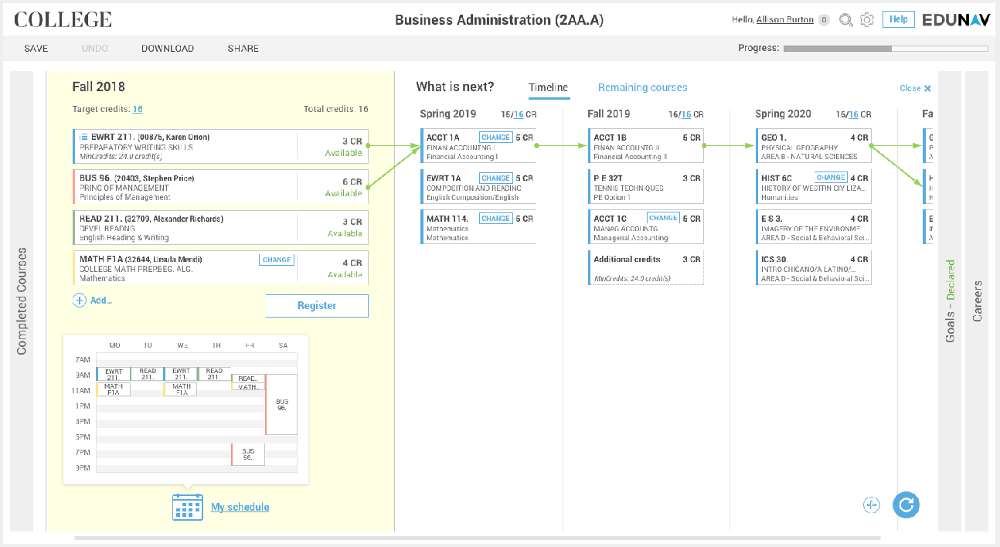 COLLEGE
Business Administration (2AA.A)
Hello, Allison Burton 0
Help
EDUNAV
SAVE
UNDO
DOWNLOAD
SHARE
Progress:
Completed Courses
Fall 2018
Target credits: 16
Total credits: 16
EWRT 211. (00875, Karen Orion)
PREPARATORY WRITING SKILLS
MinCredits: 24.0 credit(s)
3 CR
Available
BUS 96. (20403, Stephen Price)
PRINC OF MANAGEMENT
Principles of Management
6 CR
Available
READ 211. (32709, Alexander Richards)
DEVEL READNG
English Reading & Writing
3 CR
Available
MATH F1A (32644, Ursula Mendi)
COLLEGE MATH PREP.BEG. ALG.
Mathematics
CHANGE
4 CR
Available
Add...
Register
MO TU WE TH FR SA
7AM
9AM
11AM
1PM
3PM
5PM
7PM
9PM
EWRT
211.
READ
211.
EWRT
211.
READ
211.
READ..
MATH
F1A
MATH
F1A
MATH..
BUS
96.
BUS
96.
My schedule
What is next?
Timeline
Remaining courses
Close
Spring 2019
15/16 CR
ACCT 1A CHANGE 5 CR
FINAN ACCOUNTNG I
Financial Accounting I
EWRT 1A CHANGE 5 CR
COMPOSITION AND READING
English Composition/English
MATH 114. CHANGE 5 CR
Mathematics
Mathematics
Fall 2019
16/16 CR
ACCT 1B 5 CR
FINAN ACCOUNTG II
Financial Accounting II
P E 32T 3 CR
TENNIS TECHNIQUES
PE Option 1
ACCT 1C CHANGE 5 CR
MANAG ACCOUNTG
Managerial Accounting
Additional credits 3 CR
MinCredits: 24.0 credit(s)
Spring 2020
16/16 CR
GEO 1. 4 CR
PHYSICAL GEOGRAPHY
AREA B - NATURAL SCIENCES
HIST 6C CHANGE 4 CR
HISTORY OF WESTRN CIVILIZA...
Humanities
E S 3. 4 CR
IMAGERY OF THE ENVIRONME...
AREA D - Social & Behavioral Sci...
ICS 30. 4 CR
INTRO CHICANO/A LATINO/...
AREA D - Social & Behavioral Sci...
Fa
Goals - Declared
Careers